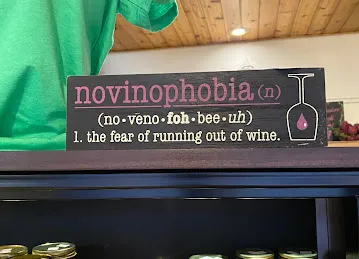 novinophobia (n)
(no•veno•foh•bee•uh)
1. the fear of running out of wine.